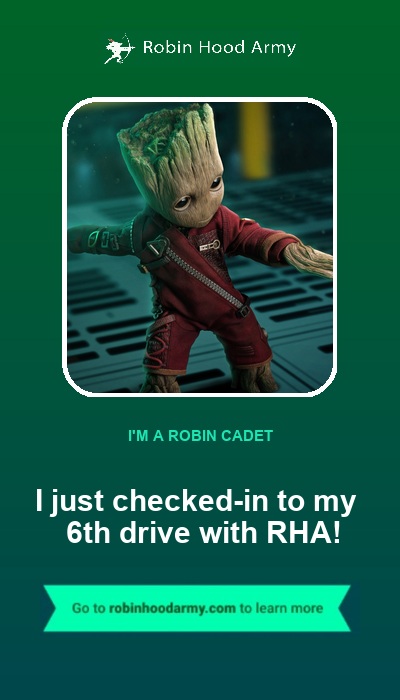 Robin Hood Army
I'M A ROBIN CADET
I just checked-in to my
6th drive with RHA!
Go to robinhoodarmy.com to learn more